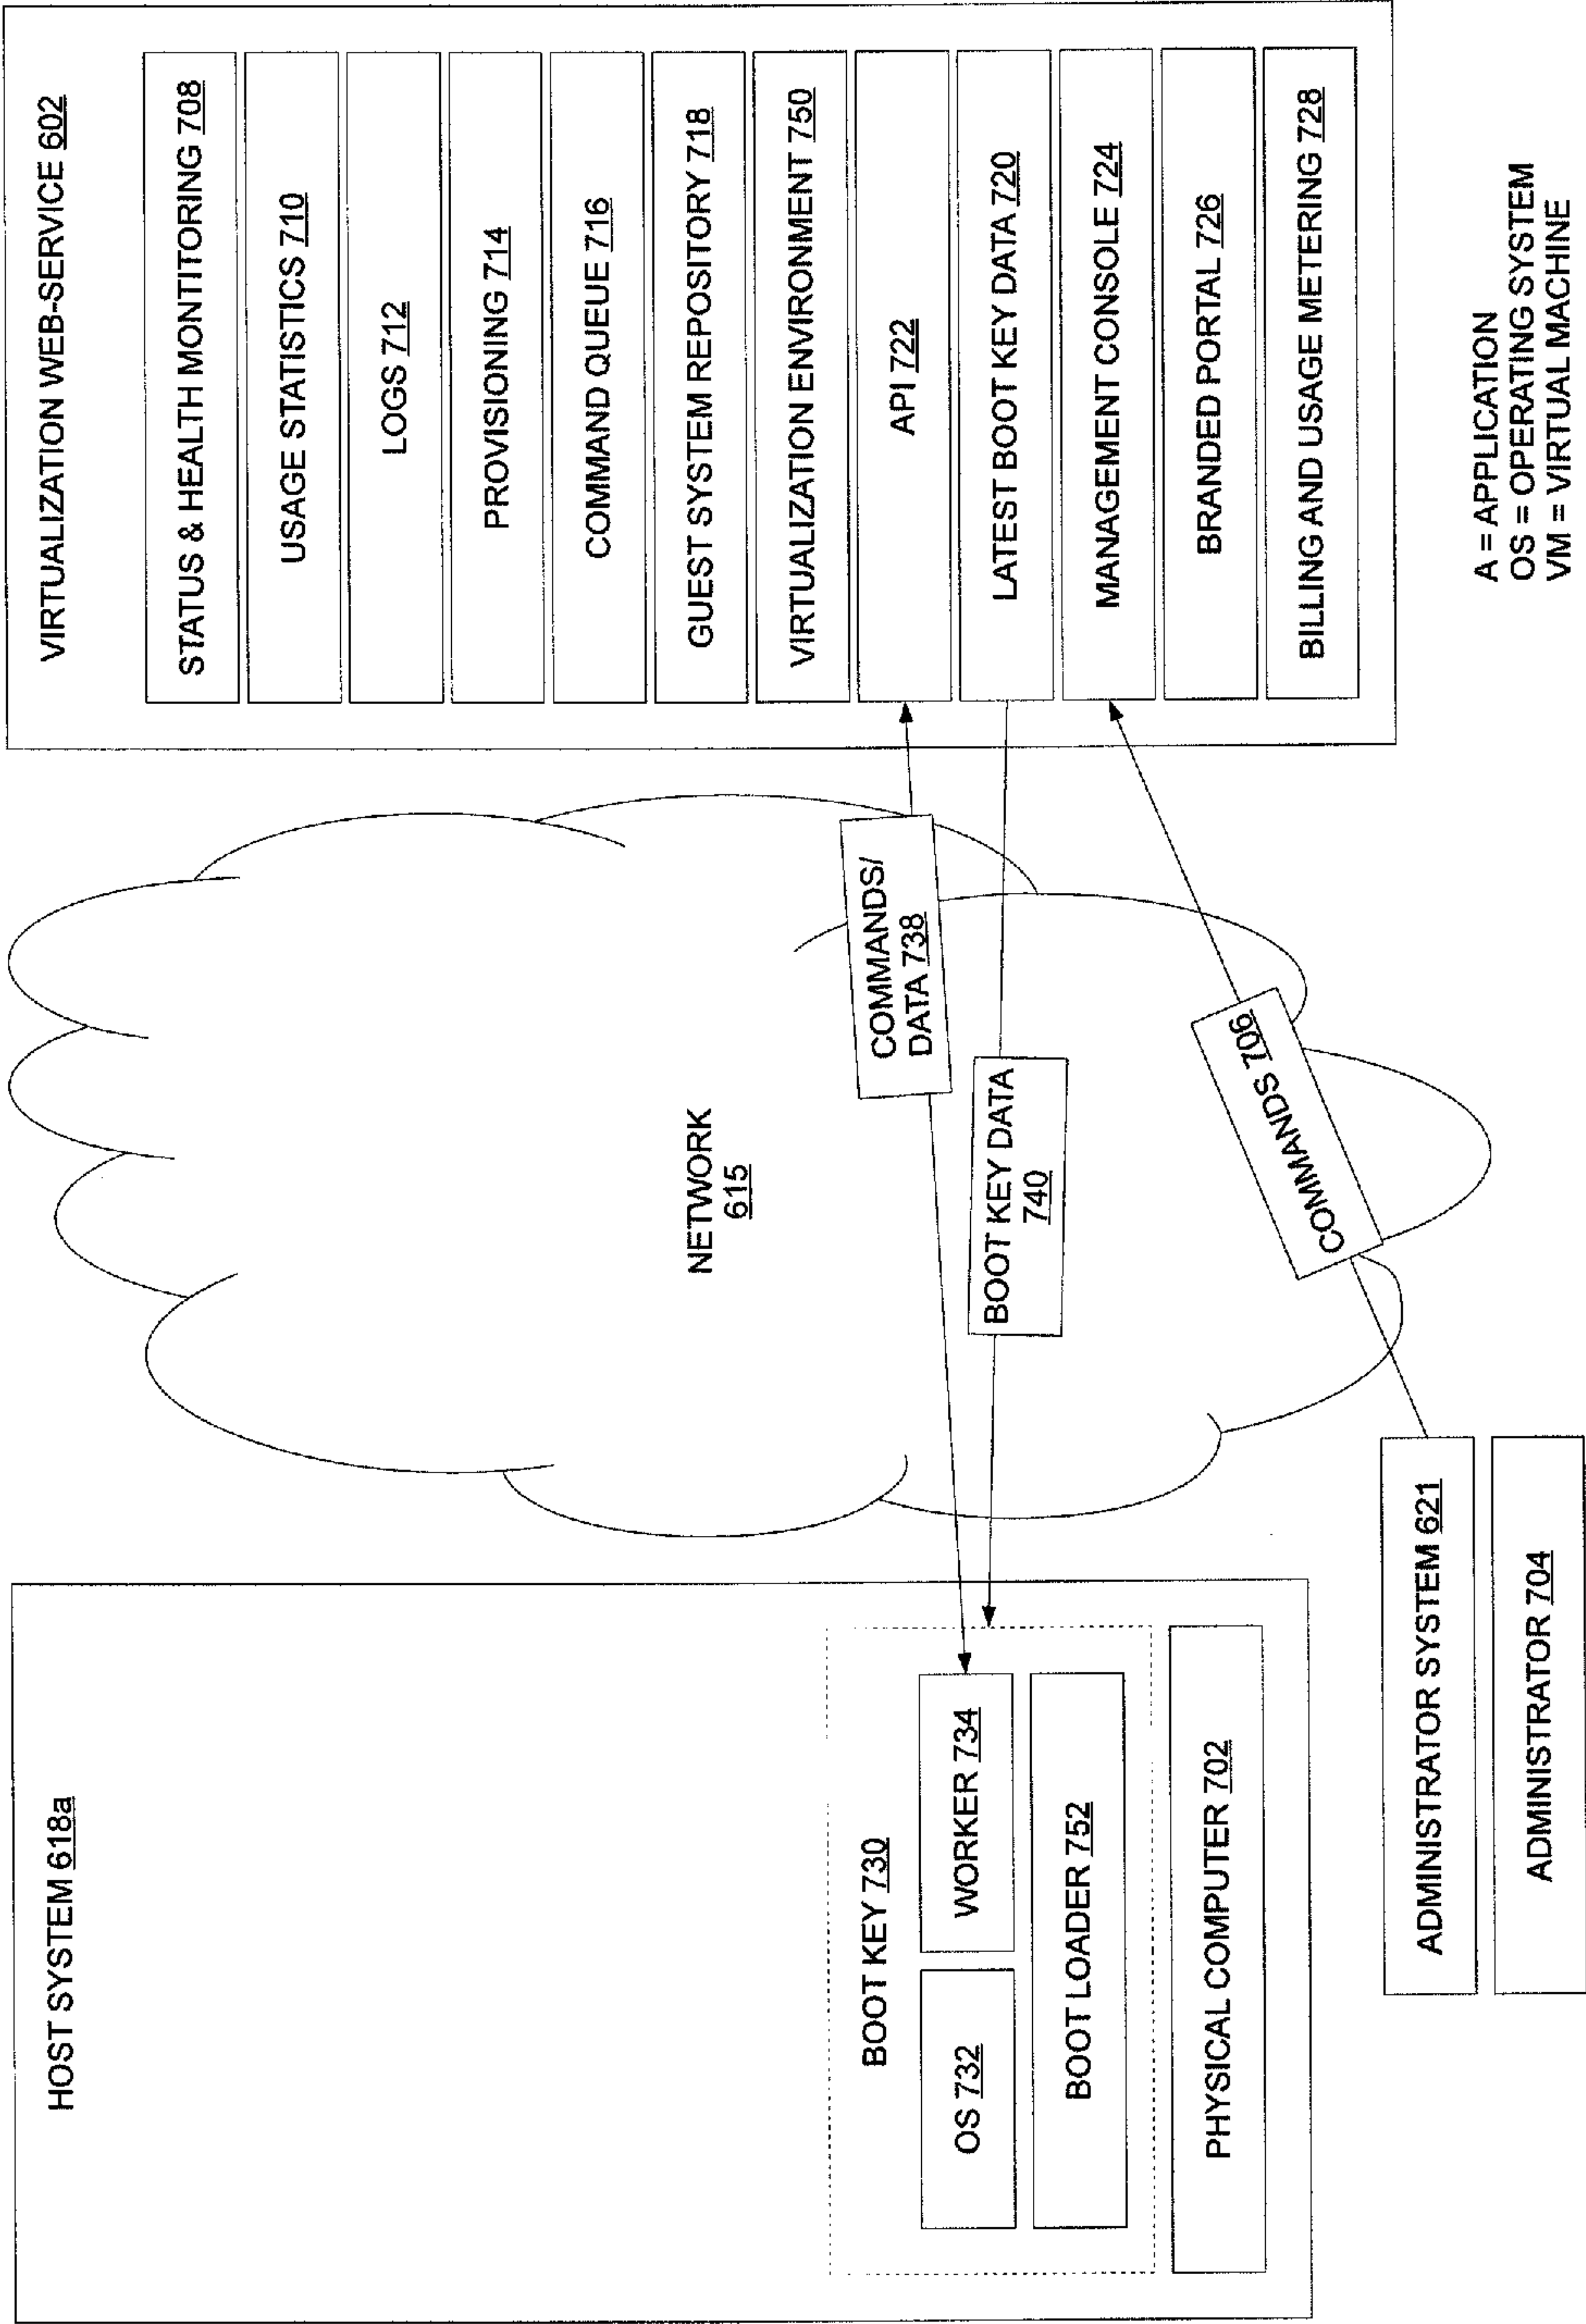 HOST SYSTEM 618a
BOOT KEY 730
OS 732
WORKER 734
BOOT LOADER 752
PHYSICAL COMPUTER 702
ADMINISTRATOR SYSTEM 621
ADMINISTRATOR 704
NETWORK
615
COMMANDS/
DATA 738
BOOT KEY DATA
740
COMMANDS 706
VIRTUALIZATION WEB-SERVICE 602
STATUS & HEALTH MONTITORING 708
USAGE STATISTICS 710
LOGS 712
PROVISIONING 714
COMMAND QUEUE 716
GUEST SYSTEM REPOSITORY 718
VIRTUALIZATION ENVIRONMENT 750
API 722
LATEST BOOT KEY DATA 720
MANAGEMENT CONSOLE 724
BRANDED PORTAL 726
BILLING AND USAGE METERING 728
A = APPLICATION
OS = OPERATING SYSTEM
VM = VIRTUAL MACHINE